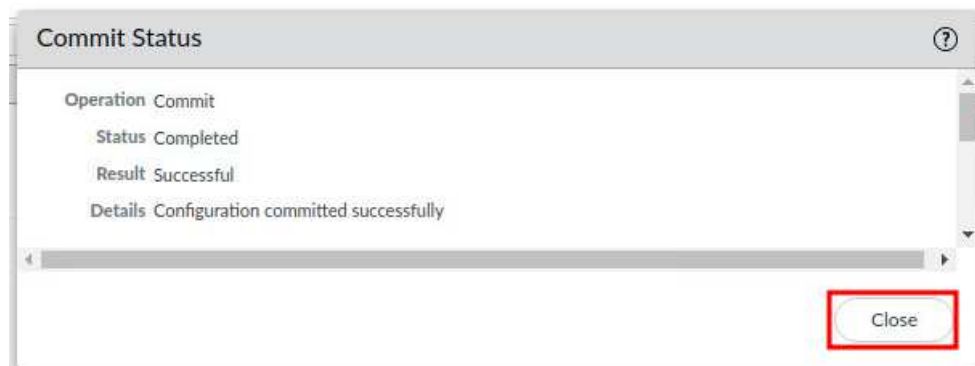 Commit Status
Operation Commit
Status Completed
Result Successful
Details Configuration committed successfully
Close